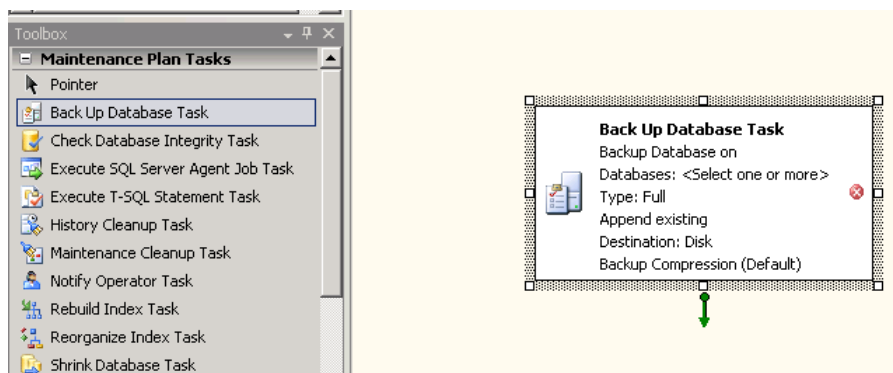 Toolbox
Maintenance Plan Tasks
Pointer
Back Up Database Task
Check Database Integrity Task
Execute SQL Server Agent Job Task
Execute T-SQL Statement Task
History Cleanup Task
Maintenance Cleanup Task
Notify Operator Task
Rebuild Index Task
Reorganize Index Task
Shrink Database Task
Back Up Database Task
Backup Database on
Databases: <Select one or more>
Type: Full
Append existing
Destination: Disk
Backup Compression (Default)